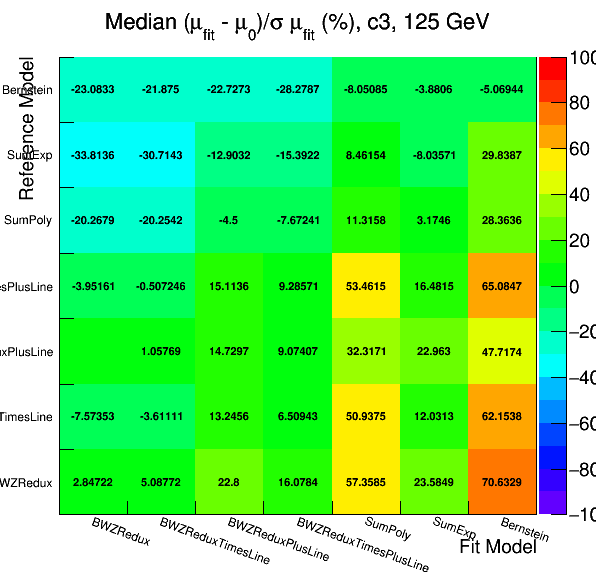 Median (μfit - μ0)/σ μfit (%), c3, 125 GeV
Reference Model
Bernstein -23.0833 -21.875 -22.7273 -28.2787 -8.05085 -3.8806 -5.06944
SumExp -33.8136 -30.7143 -12.9032 -15.3922 8.46154 -8.03571 29.8387
SumPoly -20.2679 -20.2542 -4.5 -7.67241 11.3158 3.1746 28.3636
esPlusLine -3.95161 -0.507246 15.1136 9.28571 53.4615 16.4815 65.0847
uxPlusLine 1.05769 14.7297 9.07407 32.3171 22.963 47.7174
TimesLine -7.57353 -3.61111 13.2456 6.50943 50.9375 12.0313 62.1538
WZRedux 2.84722 5.08772 22.8 16.0784 57.3585 23.5849 70.6329
BWZRedux BWZReduxTimesLine BWZReduxPlusLine BWZReduxTimesPlusLine SumPoly SumExp Bernstein
Fit Model
100
80
60
40
20
0
−20
−40
−60
−80
−10